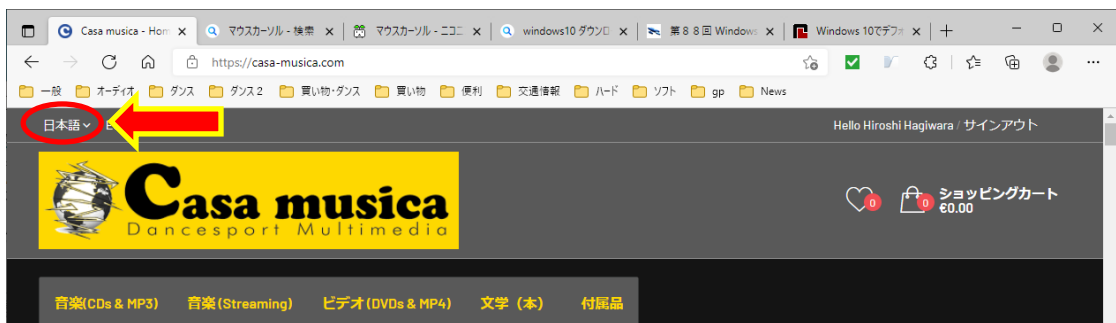 Casa musica - Hom
マウスカーソル - 検索
マウスカーソル - ニコニ
windows10 ダウンロ
第８８回 Windows
Windows 10でデフォ
https://casa-musica.com
一般 オーディオ ダンス ダンス２ 買い物・ダンス 買い物 便利 交通情報 ハード ソフト gp News
日本語
Hello Hiroshi Hagiwara / サインアウト
Casa musica
Dancesport Multimedia
0
0
ショッピングカート
€0.00
音楽(CDs & MP3) 音楽(Streaming) ビデオ(DVDs & MP4) 文学（本） 付属品